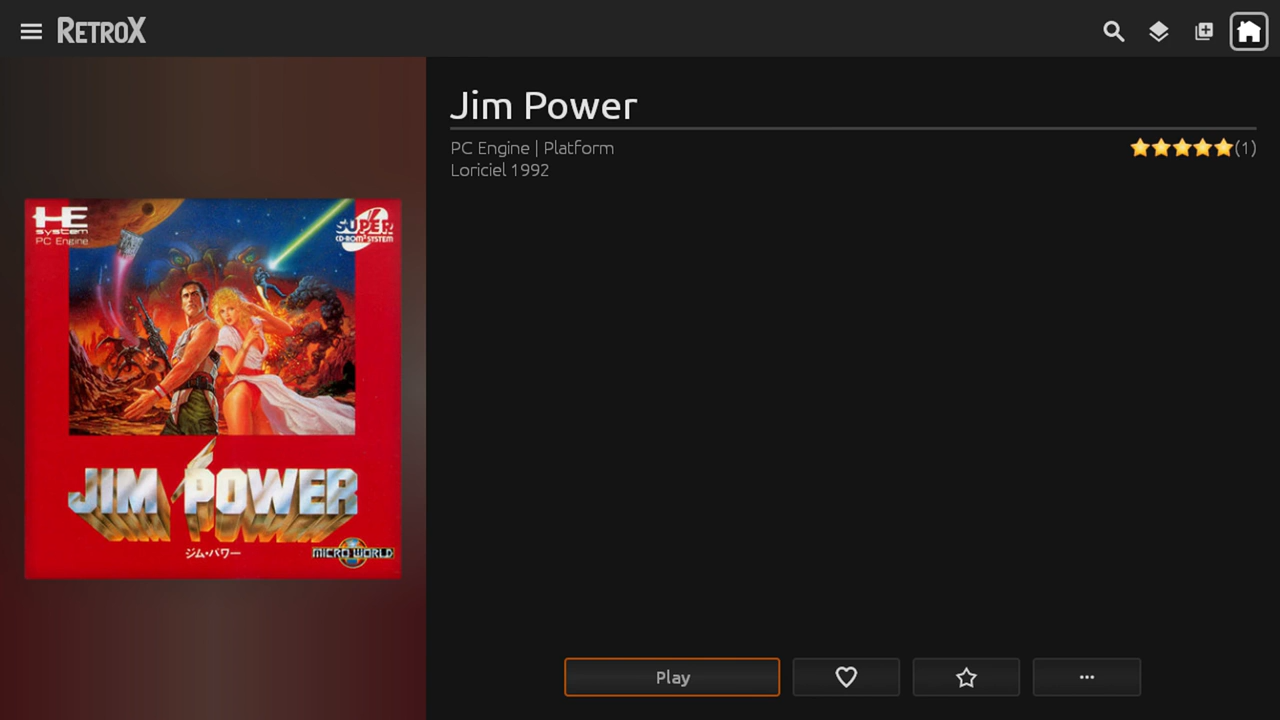 RETROX
Jim Power
PC Engine | Platform
(1)
Loriciel 1992
HE
system
PC Engine
SUPER
CD-ROM² SYSTEM
JIM POWER
ジム・パワー
MICRO WORLD
Play
...